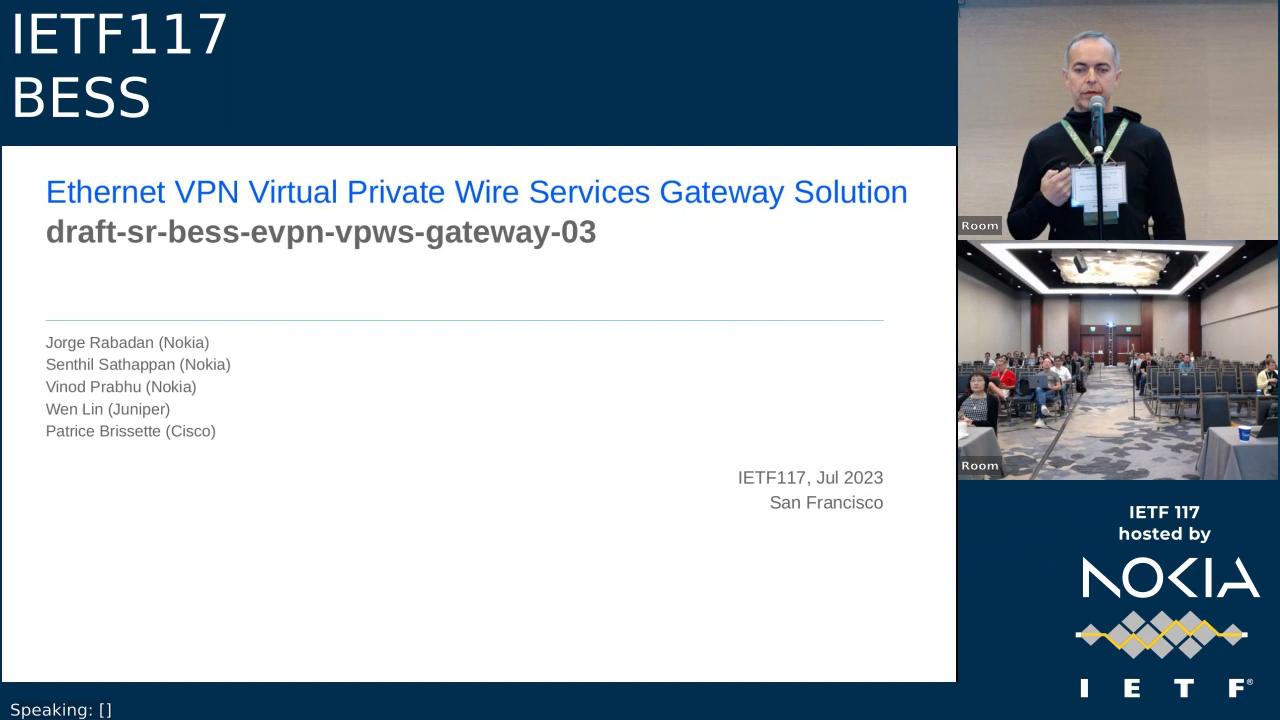 IETF117
BESS
Ethernet VPN Virtual Private Wire Services Gateway Solution
draft-sr-bess-evpn-vpws-gateway-03
Jorge Rabadan (Nokia)
Senthil Sathappan (Nokia)
Vinod Prabhu (Nokia)
Wen Lin (Juniper)
Patrice Brissette (Cisco)
IETF117, Jul 2023
San Francisco
Room
Room
IETF 117
hosted by
NOKIA
I E T F®
Speaking: []